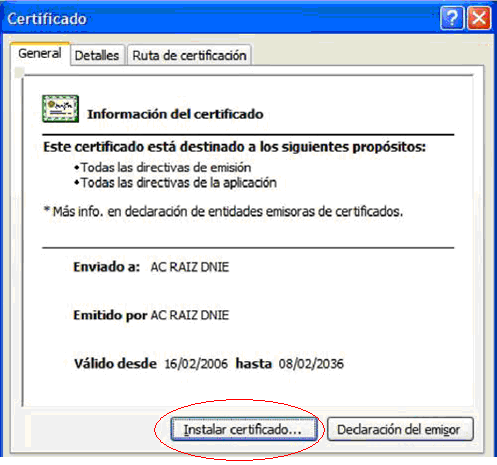 Certificado
General Detalles Ruta de certificación
Información del certificado
Este certificado está destinado a los siguientes propósitos:
•Todas las directivas de emisión
•Todas las directivas de la aplicación
* Más info. en declaración de entidades emisoras de certificados.
Enviado a: AC RAIZ DNIE
Emitido por AC RAIZ DNIE
Válido desde 16/02/2006 hasta 08/02/2036
Instalar certificado... Declaración del emisor